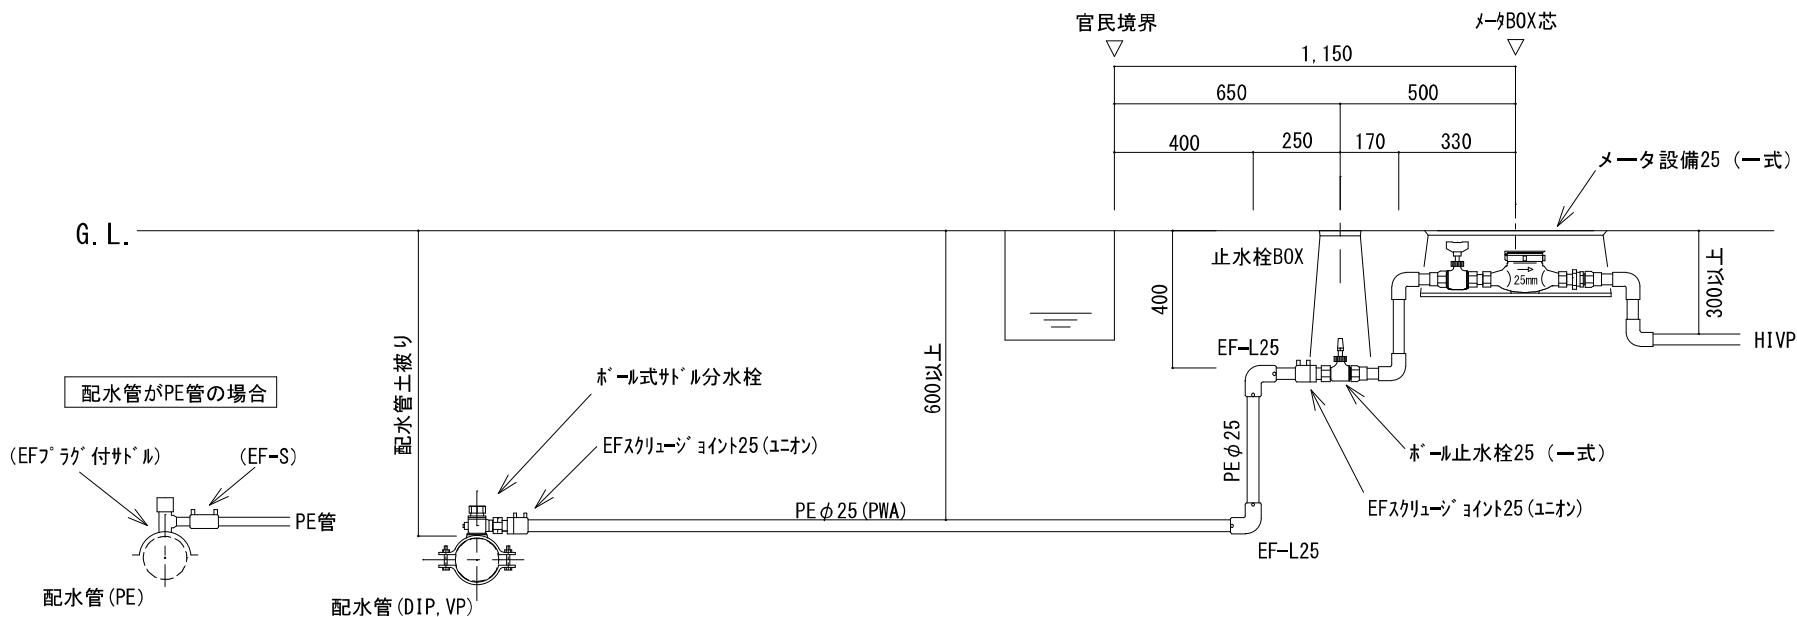 官民境界
メータBOX芯
1,150
650
500
400
250
170
330
メータ設備25 (一式)
G.L.
止水栓BOX
400
300以上
HIVP
配水管土被り
600以上
EF-L25
ボール式サドル分水栓
配水管がPE管の場合
EFスクリュージョイント25(ユニオン)
PEφ25
ボール止水栓25 (一式)
(EFプラグ付サドル)
(EF-S)
EFスクリュージョイント25(ユニオン)
PE管
PEφ25(PWA)
EF-L25
配水管(PE)
配水管(DIP,VP)
25mm